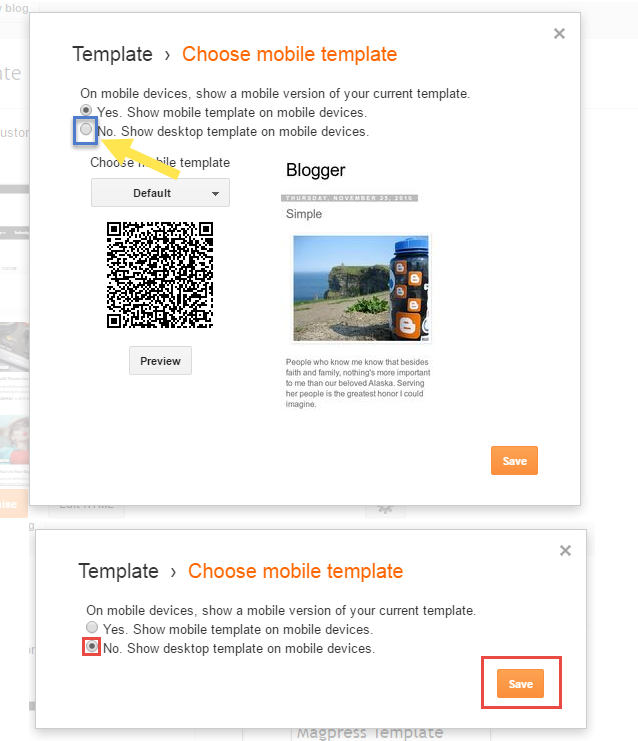 blog
Template › Choose mobile template
On mobile devices, show a mobile version of your current template.
Yes. Show mobile template on mobile devices.
No. Show desktop template on mobile devices.
Choose mobile template
Default
Preview
Blogger
THURSDAY, NOVEMBER 25, 2010
Simple
People who know me know that besides
faith and family, nothing's more important
to me than our beloved Alaska. Serving
her people is the greatest honor I could
imagine.
Save
Edit HTML
Template › Choose mobile template
On mobile devices, show a mobile version of your current template.
Yes. Show mobile template on mobile devices.
No. Show desktop template on mobile devices.
Save
Magpress Template